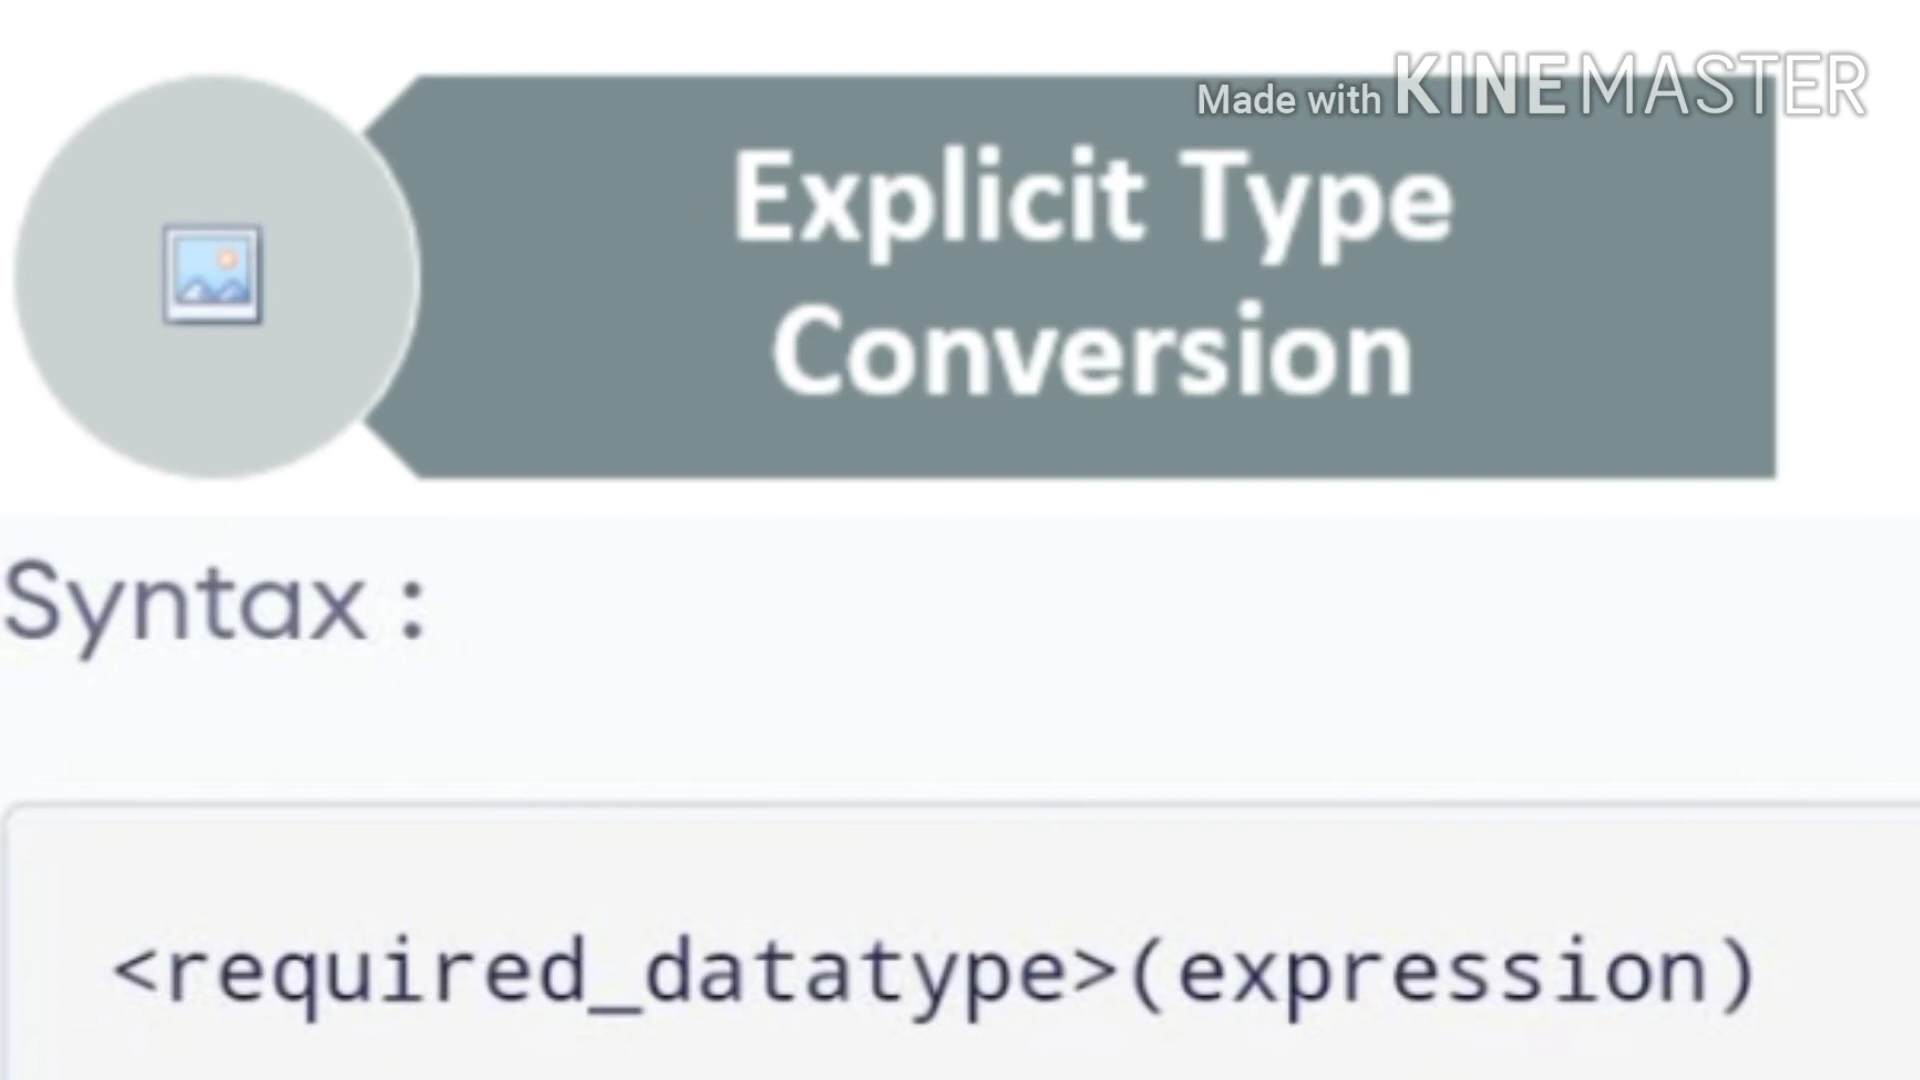 Made with KINEMASTER
Explicit Type
Conversion
Syntax :
<required_datatype>(expression)